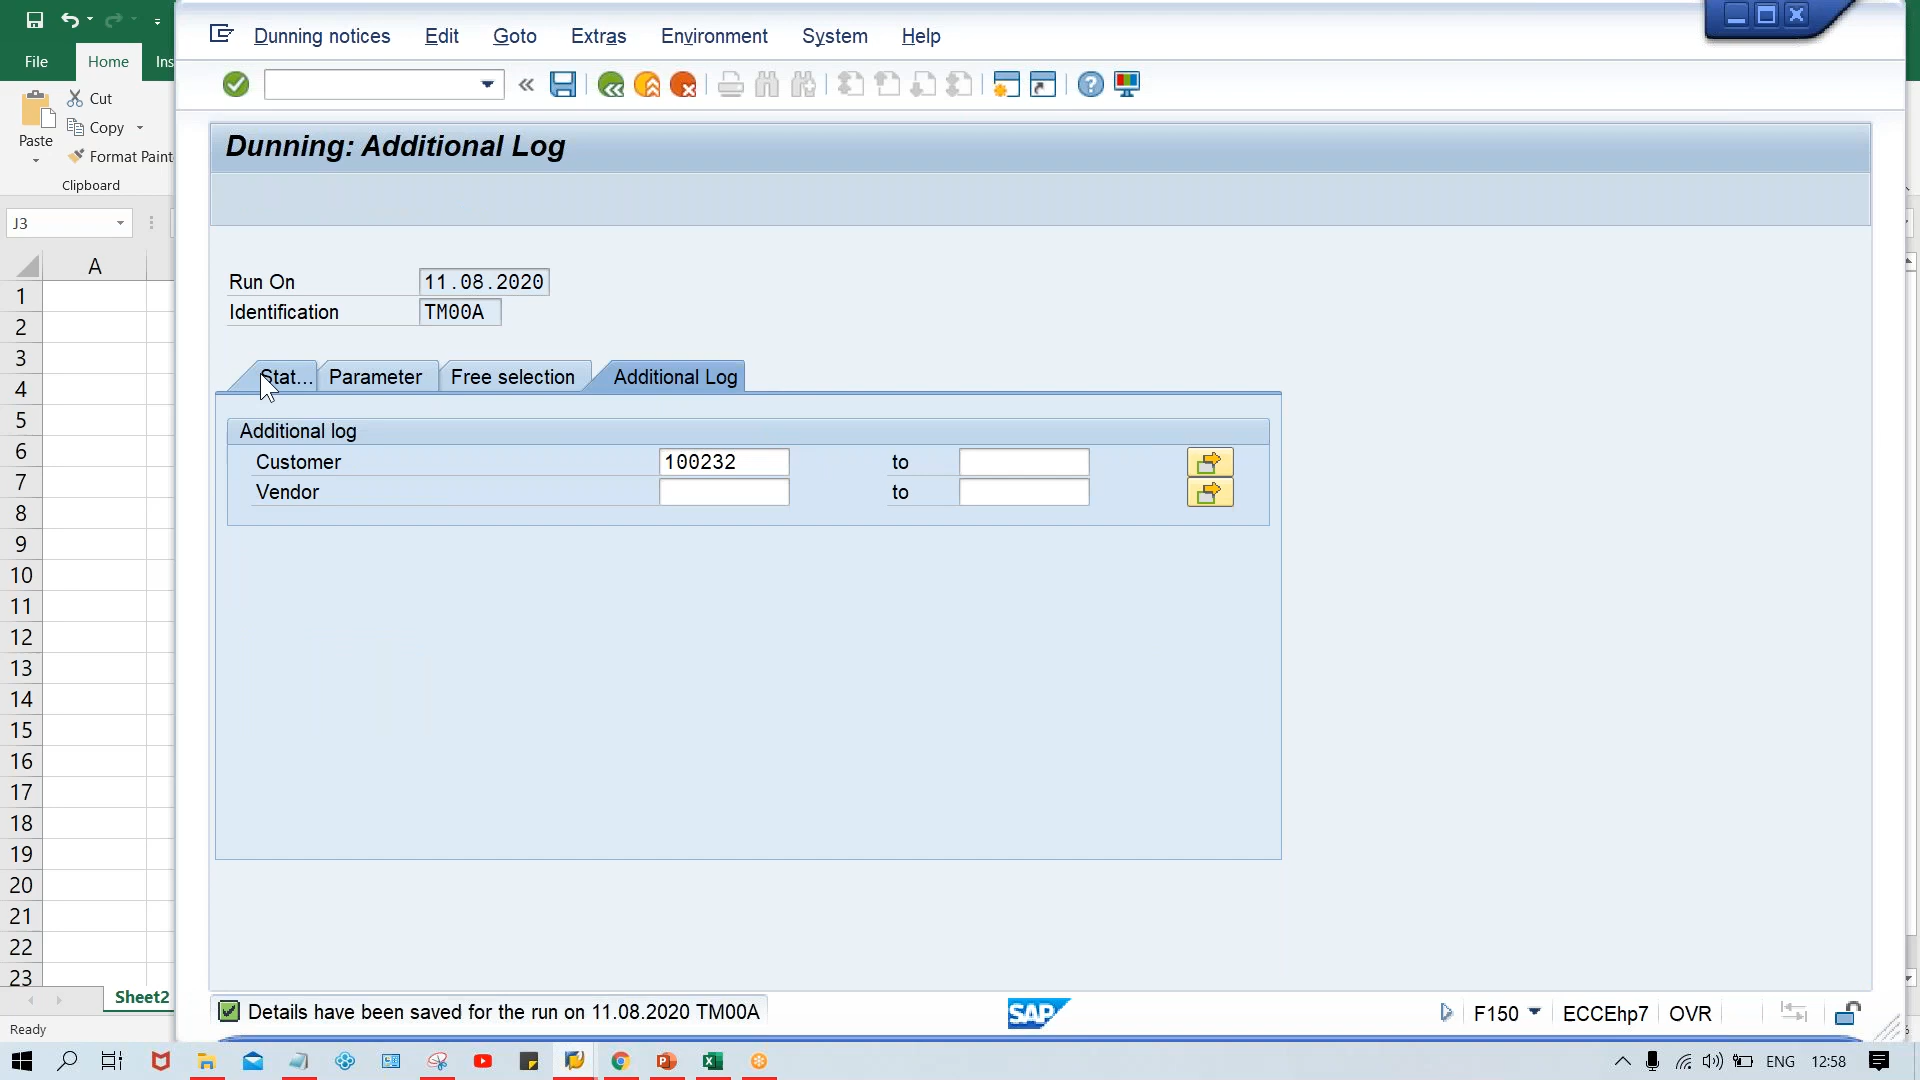 Dunning notices Edit Goto Extras Environment System Help
File Home Ins
Cut
Copy
Paste
Format Paint
Clipboard
Dunning: Additional Log
J3
A
Run On 11.08.2020
Identification TM00A
Stat... Parameter Free selection Additional Log
Additional log
Customer 100232 to
Vendor to
1
2
3
4
5
6
7
8
9
10
11
12
13
14
15
16
17
18
19
20
21
22
23
Sheet2
Details have been saved for the run on 11.08.2020 TM00A
SAP
F150 ECCEhp7 OVR
Ready
ENG 12:58